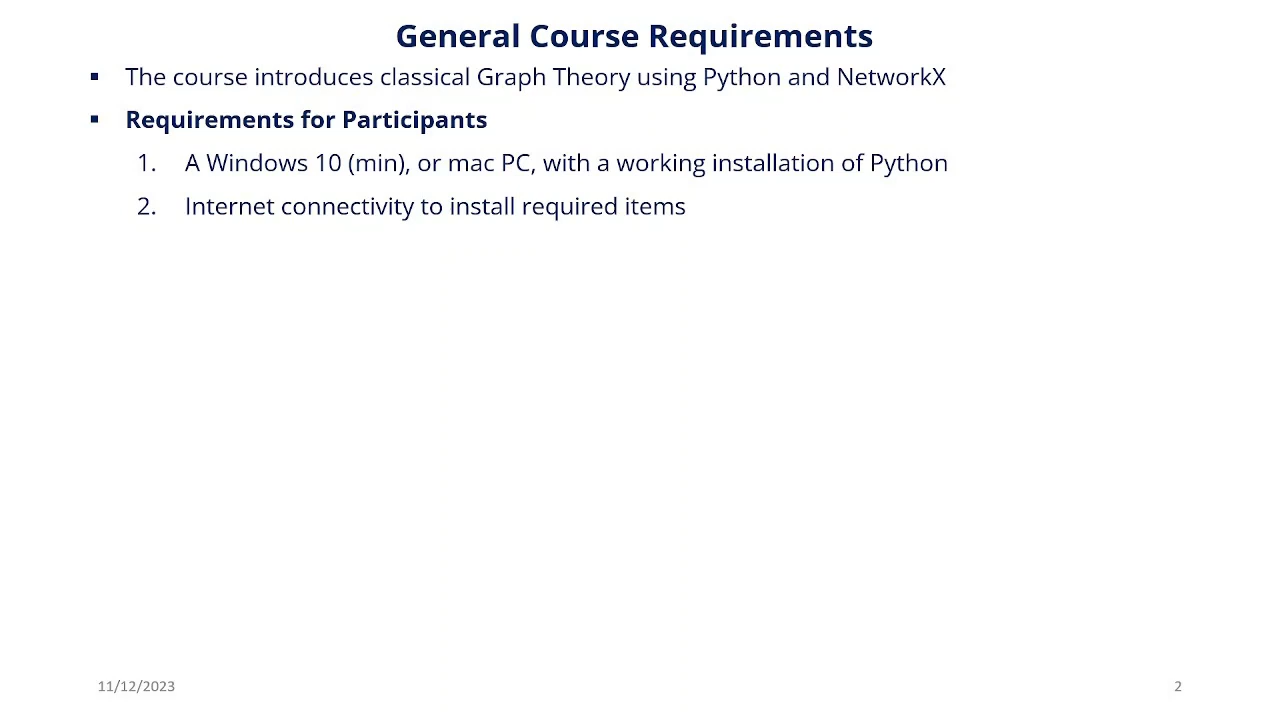 General Course Requirements
▪ The course introduces classical Graph Theory using Python and NetworkX
▪ Requirements for Participants
1. A Windows 10 (min), or mac PC, with a working installation of Python
2. Internet connectivity to install required items
11/12/2023
2